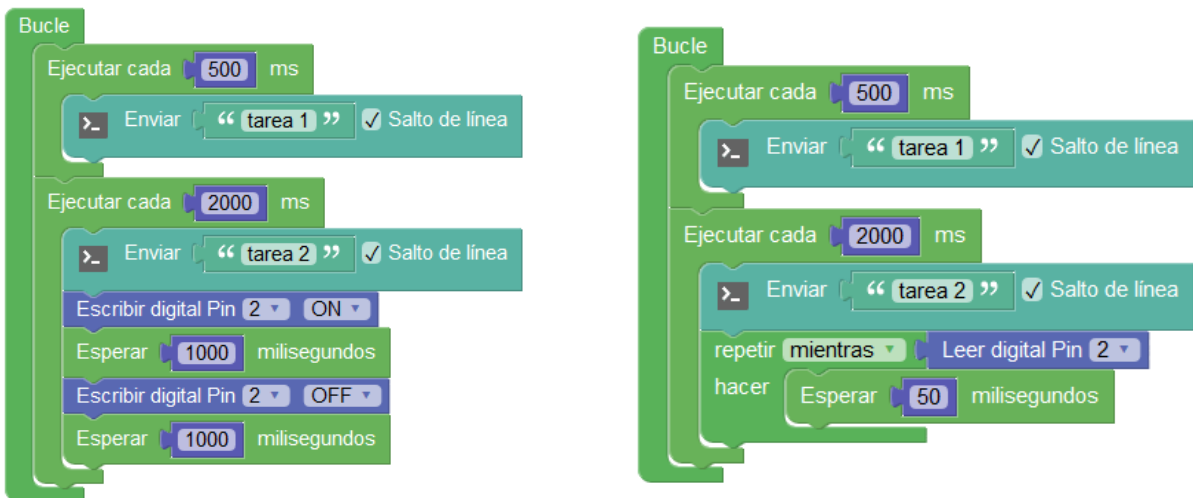 Bucle
Ejecutar cada 500 ms
>_ Enviar “ tarea 1 ” Salto de línea
Ejecutar cada 2000 ms
>_ Enviar “ tarea 2 ” Salto de línea
Escribir digital Pin 2 ON
Esperar 1000 milisegundos
Escribir digital Pin 2 OFF
Esperar 1000 milisegundos
Bucle
Ejecutar cada 500 ms
>_ Enviar “ tarea 1 ” Salto de línea
Ejecutar cada 2000 ms
>_ Enviar “ tarea 2 ” Salto de línea
repetir mientras Leer digital Pin 2
hacer Esperar 50 milisegundos